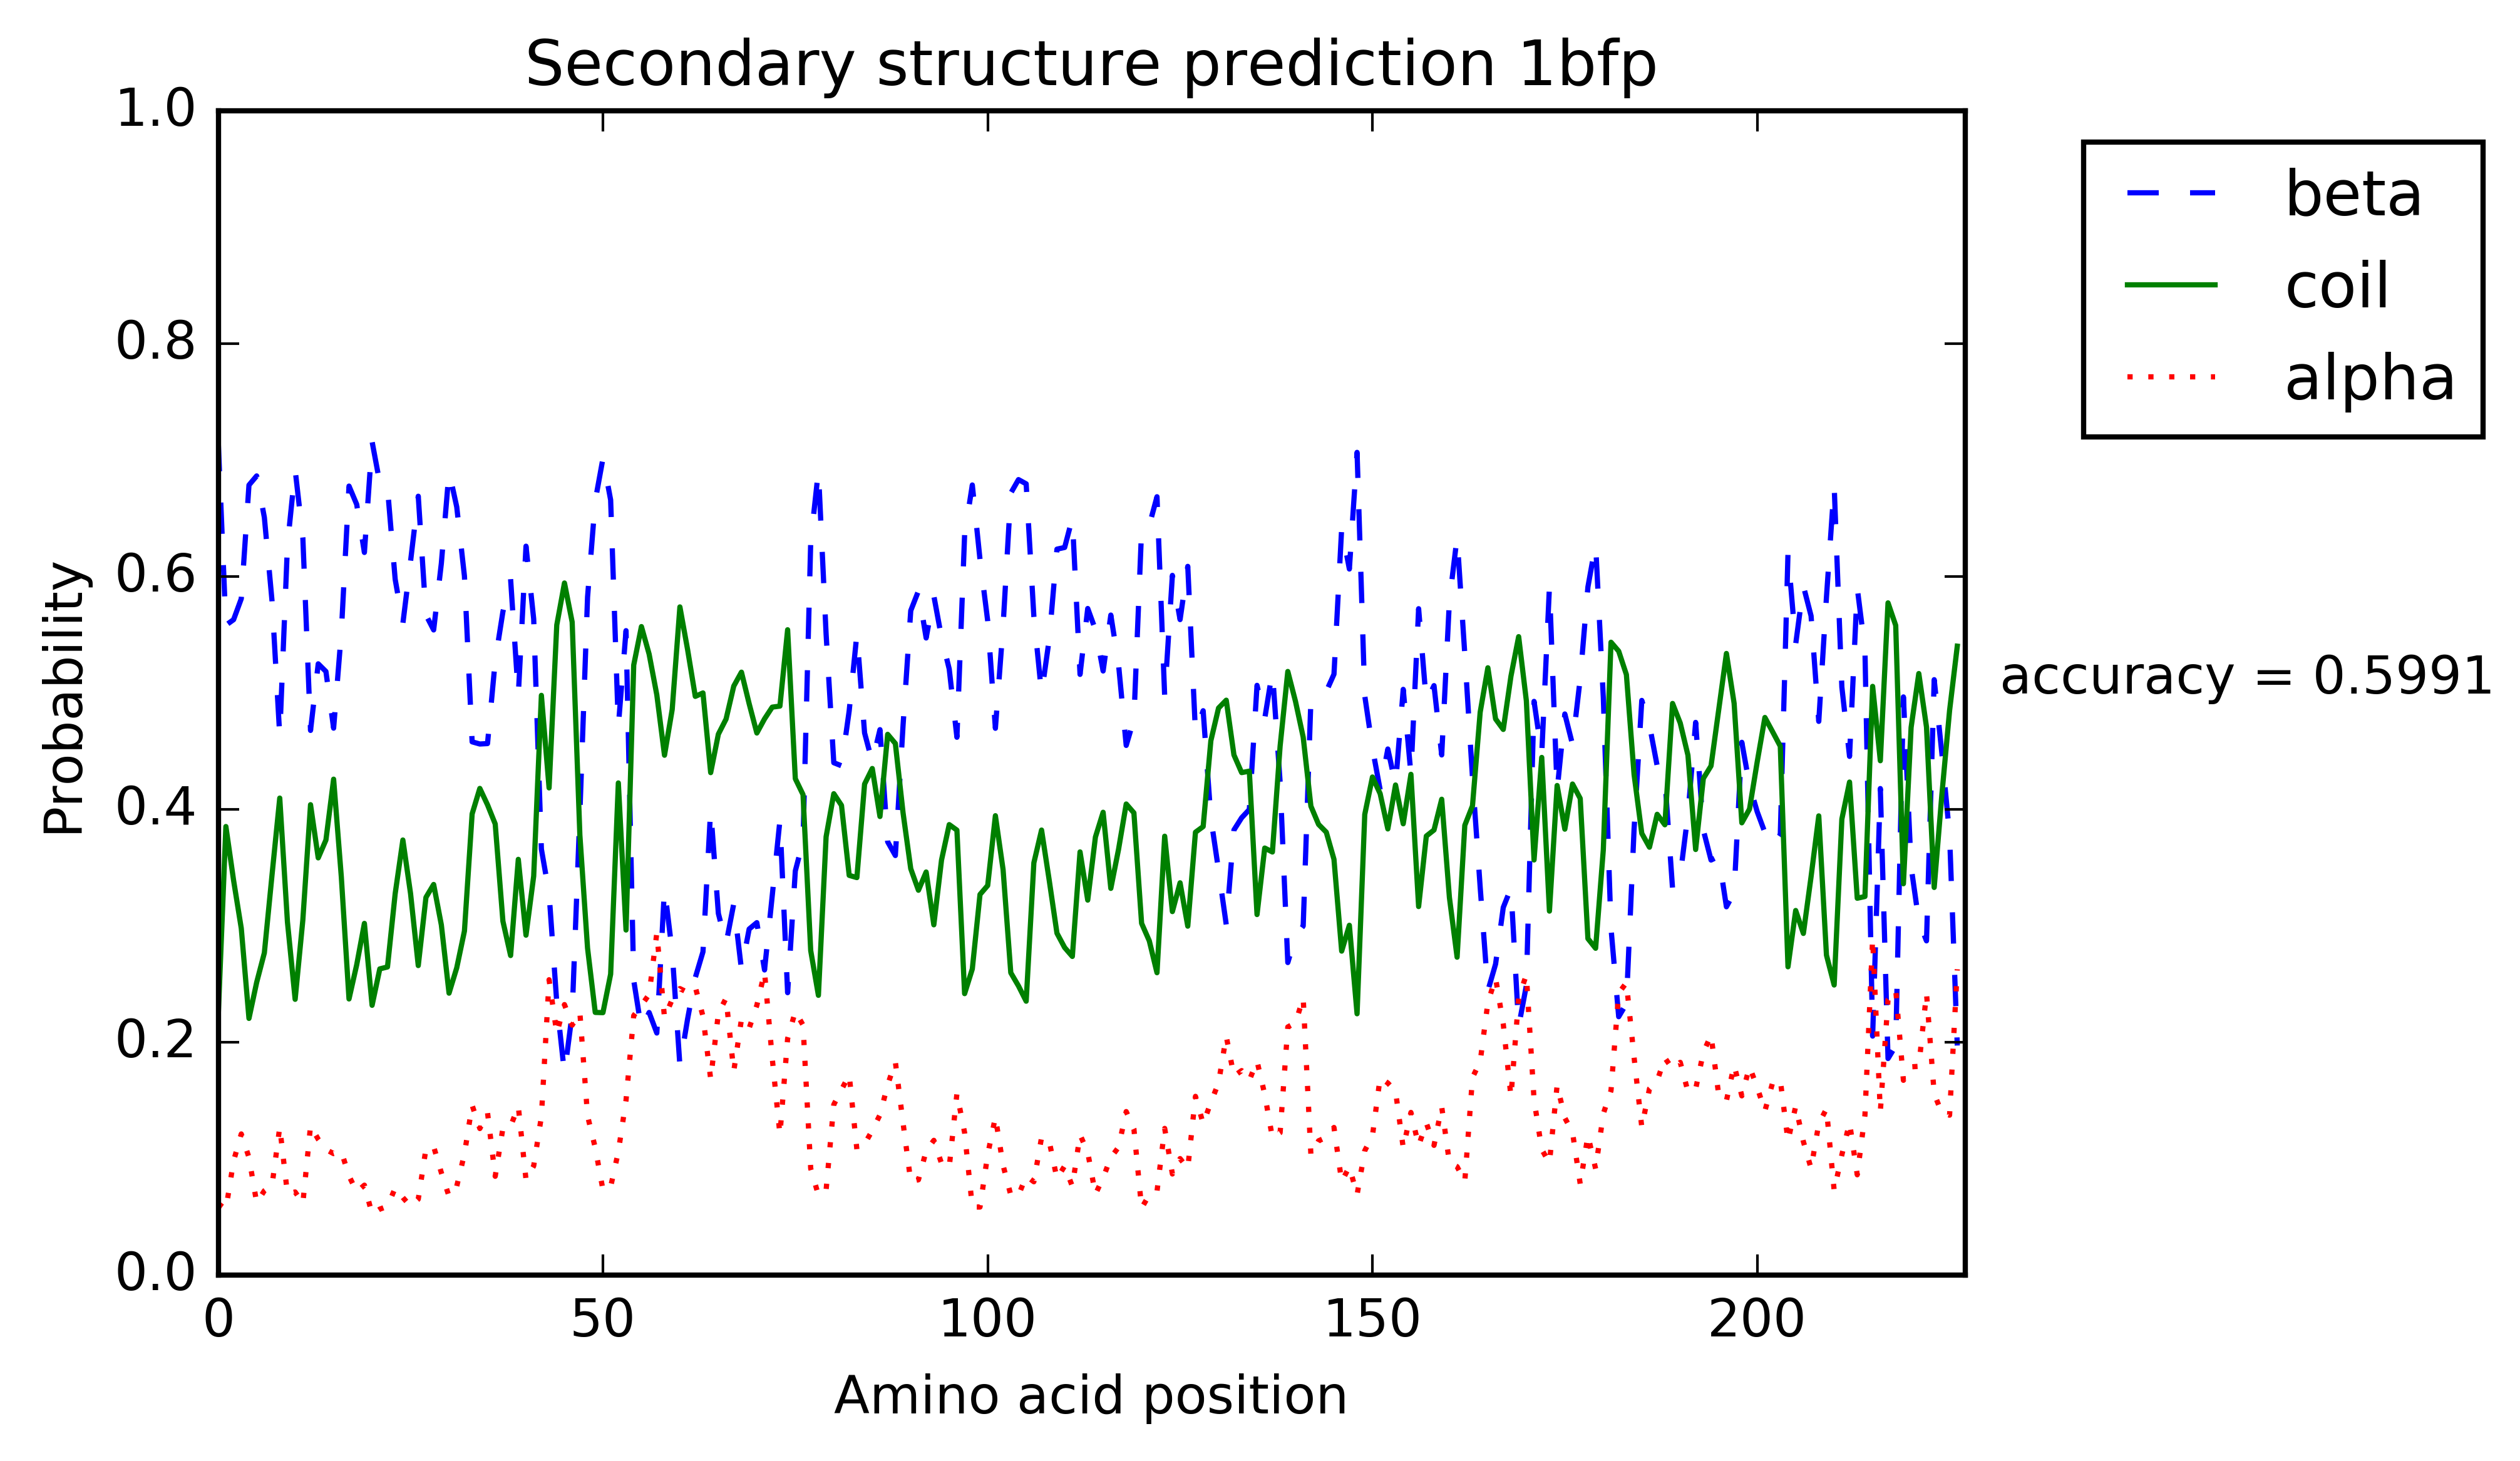 Secondary structure prediction 1bfp
1.0
0.8
0.6
0.4
0.2
0.0
Probability
0
50
100
150
200
Amino acid position
beta
coil
alpha
accuracy = 0.5991